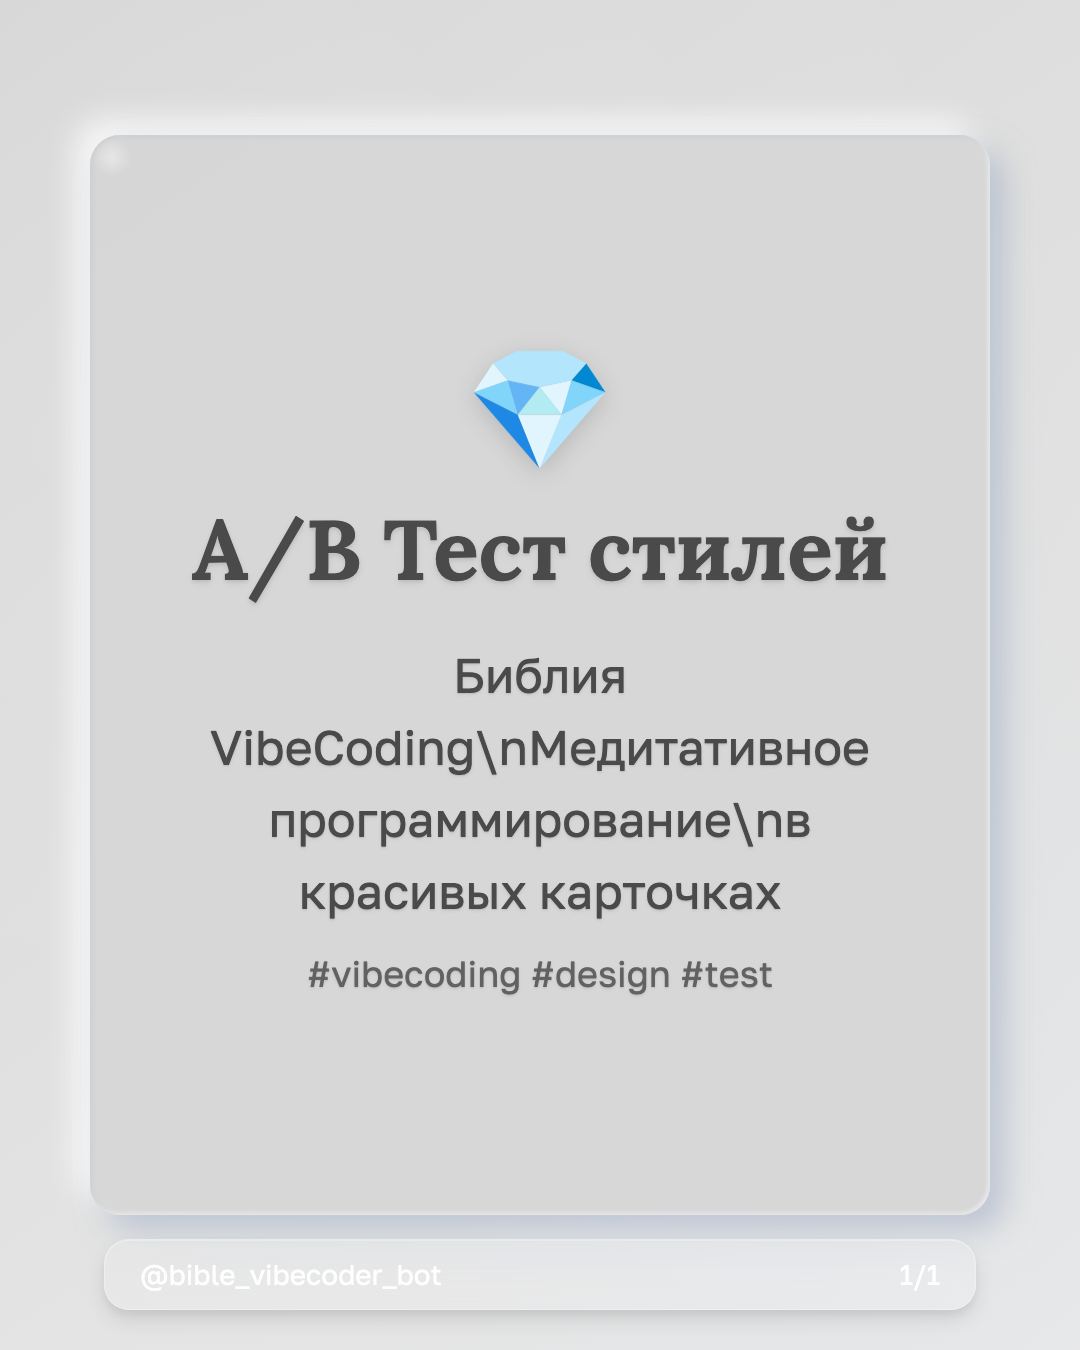 A/B Тест стилей
Библия
VibeCoding\nМедитативное
программирование\nв
красивых карточках
#vibecoding #design #test
@bible_vibecoder_bot
1/1